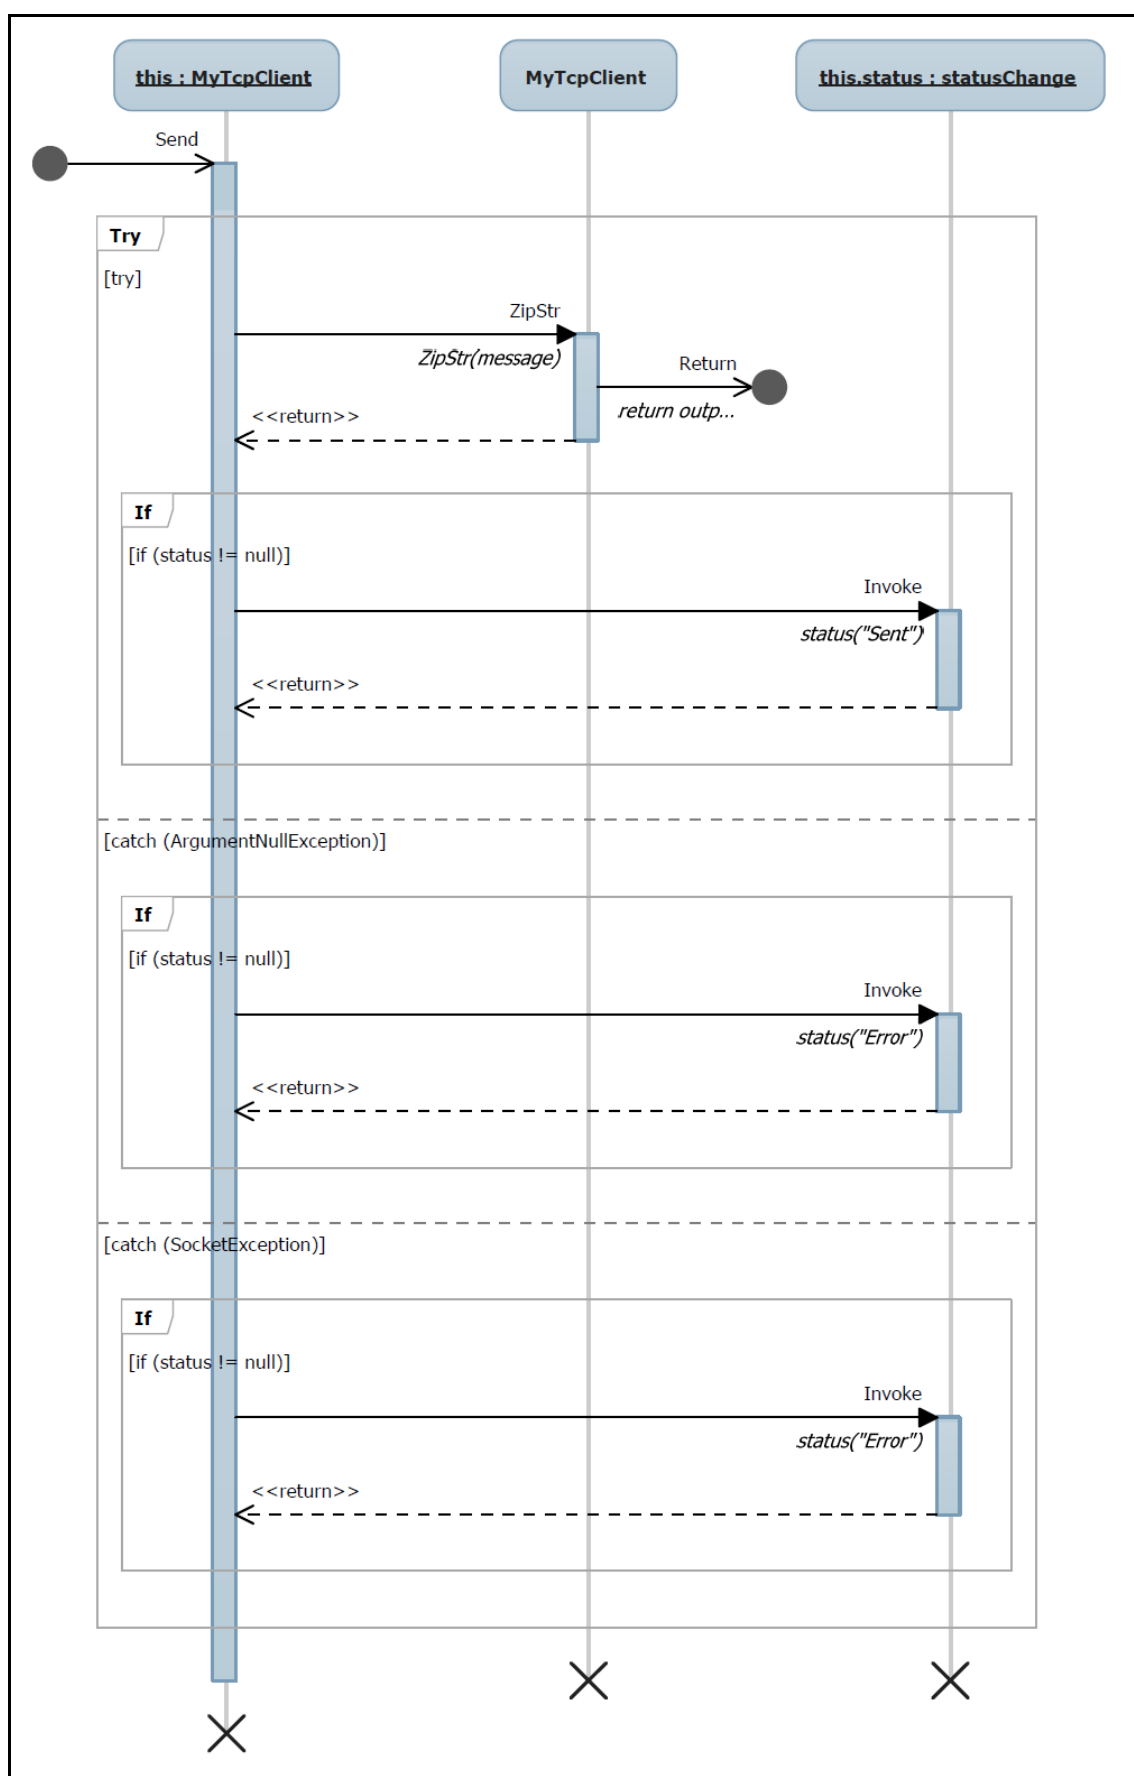 this : MyTcpClient
MyTcpClient
this.status : statusChange
Send
Try
[try]
ZipStr
ZipStr(message)
Return
return outp...
<<return>>
If
[if (status != null)]
Invoke
status("Sent")
<<return>>
[catch (ArgumentNullException)]
If
[if (status != null)]
Invoke
status("Error")
<<return>>
[catch (SocketException)]
If
[if (status != null)]
Invoke
status("Error")
<<return>>